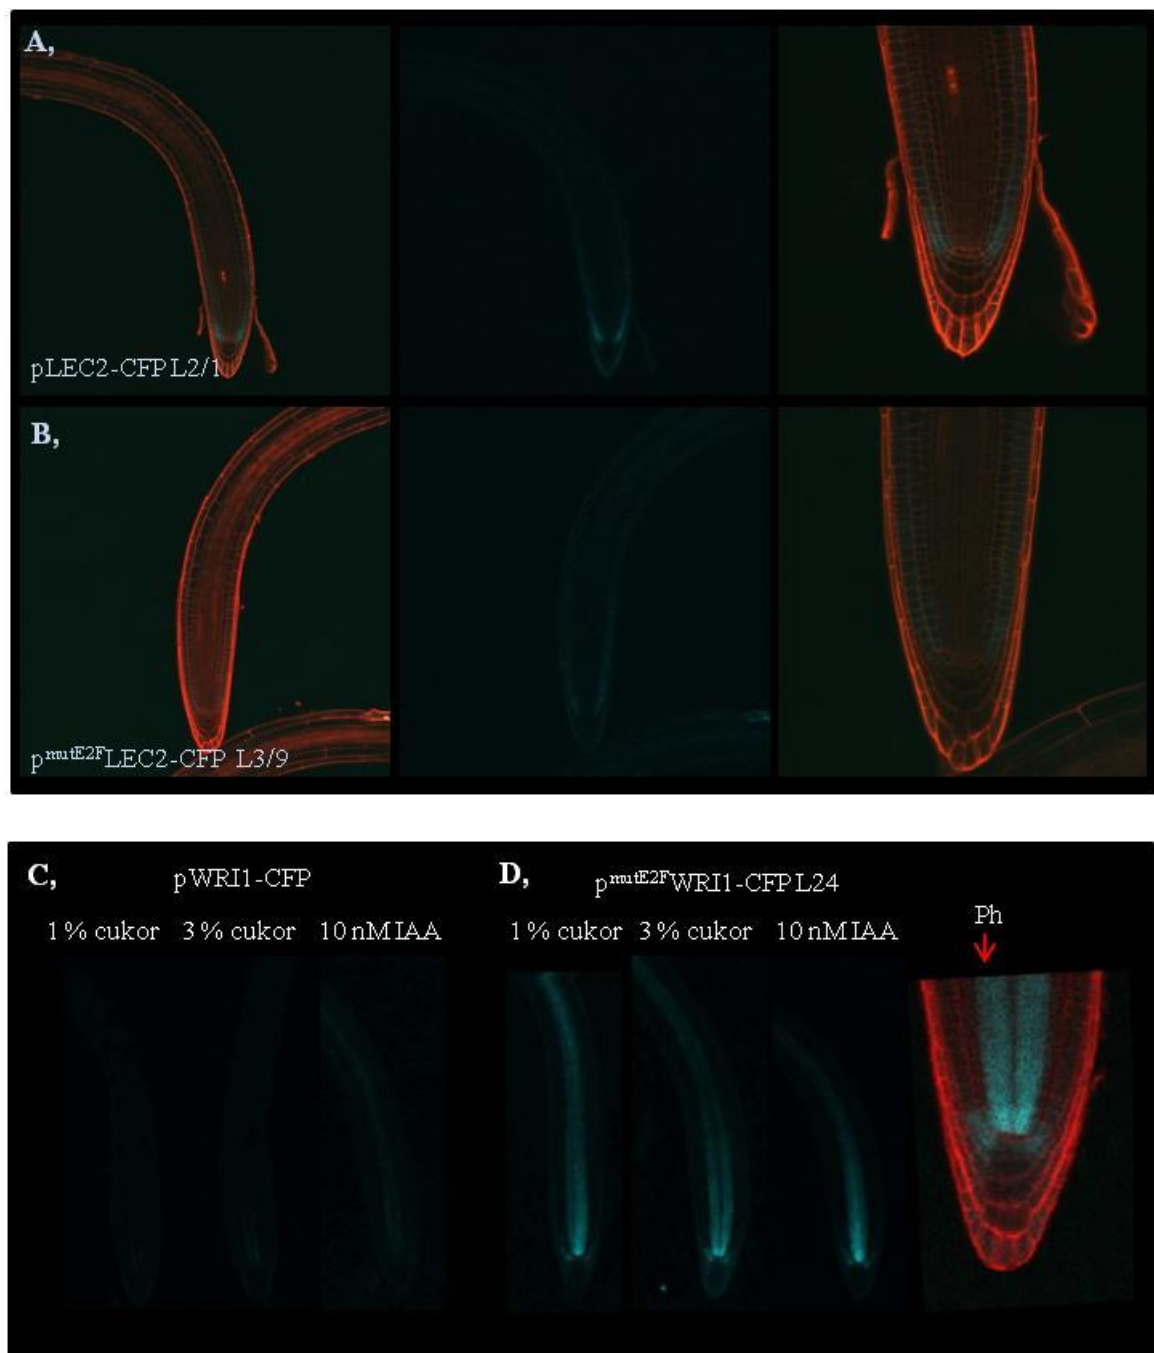 A,
pLEC2-CFP L2/1
B,
pmutE2FLEC2-CFP L3/9
C,
pWRI1-CFP
1 % cukor 3 % cukor 10 nM IAA
D,
pmutE2FWRI1-CFP L24
1 % cukor 3 % cukor 10 nM IAA
Ph